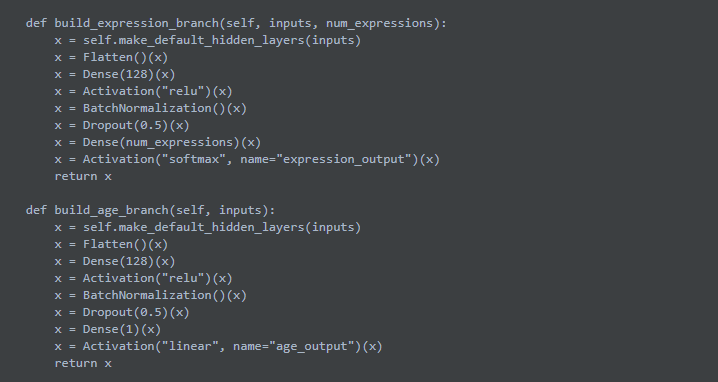 def build_expression_branch(self, inputs, num_expressions):
    x = self.make_default_hidden_layers(inputs)
    x = Flatten()(x)
    x = Dense(128)(x)
    x = Activation("relu")(x)
    x = BatchNormalization()(x)
    x = Dropout(0.5)(x)
    x = Dense(num_expressions)(x)
    x = Activation("softmax", name="expression_output")(x)
    return x

def build_age_branch(self, inputs):
    x = self.make_default_hidden_layers(inputs)
    x = Flatten()(x)
    x = Dense(128)(x)
    x = Activation("relu")(x)
    x = BatchNormalization()(x)
    x = Dropout(0.5)(x)
    x = Dense(1)(x)
    x = Activation("linear", name="age_output")(x)
    return x